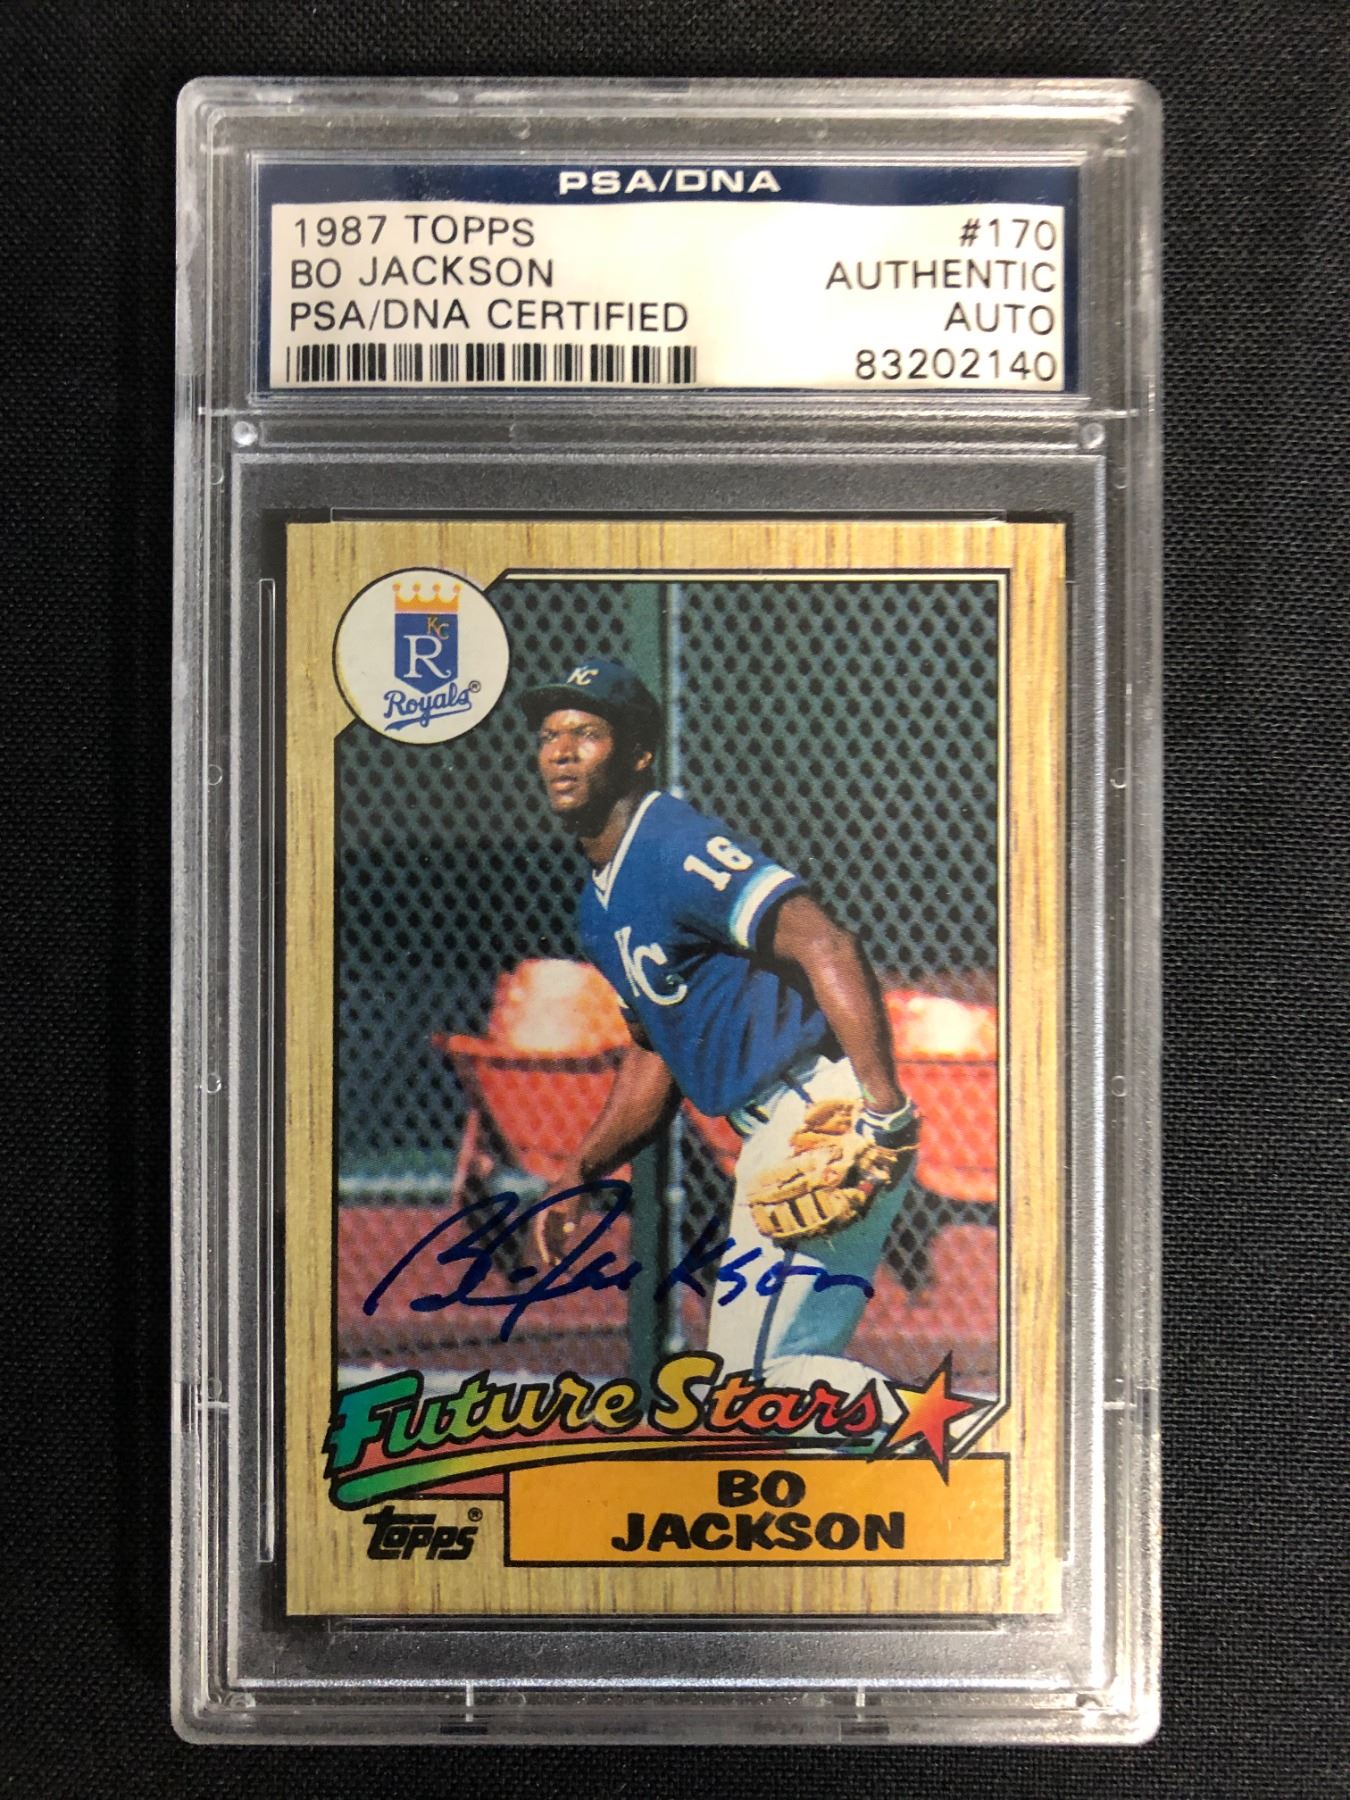 PSA/DNA
1987 TOPPS #170
BO JACKSON AUTHENTIC
PSA/DNA CERTIFIED AUTO
83202140
KC
R
Royals®
KC
16
KC
Bo Jackson
Future Stars
Topps®
BO
JACKSON